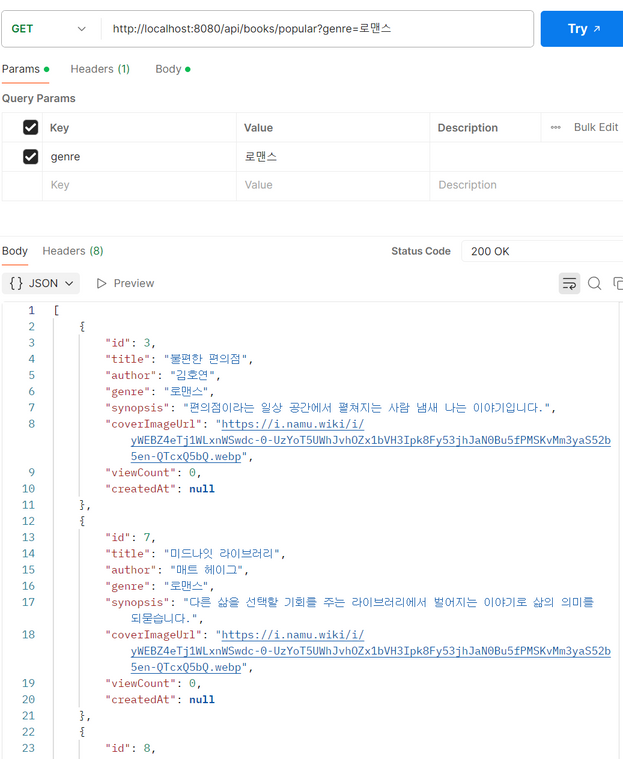 GET http://localhost:8080/api/books/popular?genre=로맨스 Try ↗
Params Headers (1) Body
Query Params
Key Value Description Bulk Edit
genre 로맨스
Key Value Description
Body Headers (8) Status Code 200 OK
{} JSON Preview
1 [
2 {
3 "id": 3,
4 "title": "불편한 편의점",
5 "author": "김호연",
6 "genre": "로맨스",
7 "synopsis": "편의점이라는 일상 공간에서 펼쳐지는 사람 냄새 나는 이야기입니다.",
8 "coverImageUrl": "https://i.namu.wiki/i/
yWEBZ4eTj1WLxnWSwdc-0-UzYoT5UWhJvhOZx1bVH3Ipk8Fy53jhJaN0Bu5fPMSKvMm3yaS52b
5en-QTcxQ5bQ.webp",
9 "viewCount": 0,
10 "createdAt": null
11 },
12 {
13 "id": 7,
14 "title": "미드나잇 라이브러리",
15 "author": "매트 헤이그",
16 "genre": "로맨스",
17 "synopsis": "다른 삶을 선택할 기회를 주는 라이브러리에서 벌어지는 이야기로 삶의 의미를
되묻습니다.",
18 "coverImageUrl": "https://i.namu.wiki/i/
yWEBZ4eTj1WLxnWSwdc-0-UzYoT5UWhJvhOZx1bVH3Ipk8Fy53jhJaN0Bu5fPMSKvMm3yaS52b
5en-QTcxQ5bQ.webp",
19 "viewCount": 0,
20 "createdAt": null
21 },
22 {
23 "id": 8,